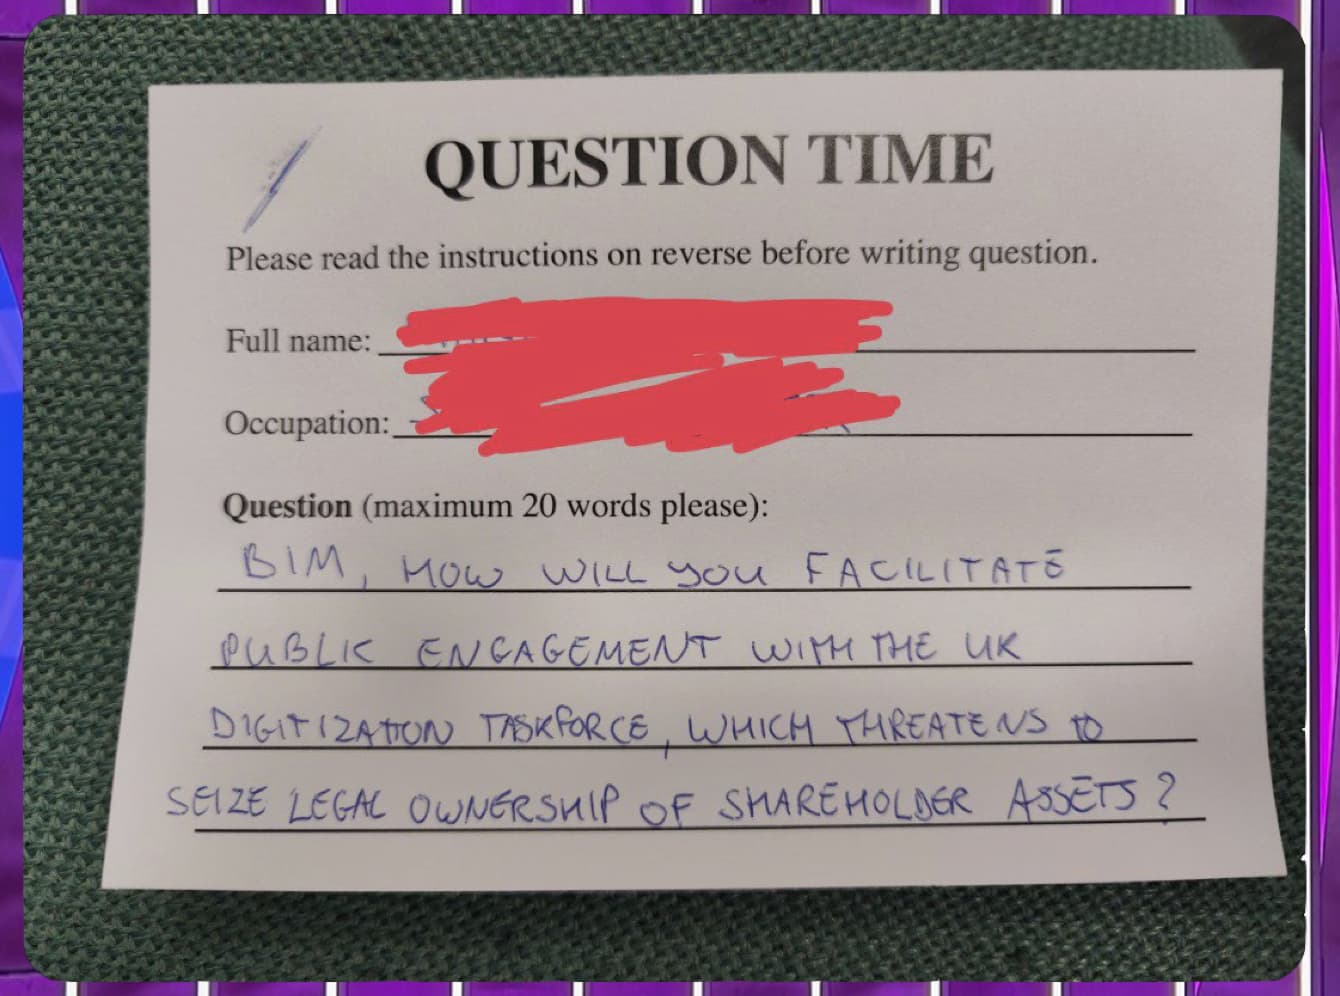 QUESTION TIME
Please read the instructions on reverse before writing question.
Full name:
Occupation:
Question (maximum 20 words please):
BIM, HOW WILL YOU FACILITATE
PUBLIC ENGAGEMENT WITH THE UK
DIGITIZATION TASKFORCE, WHICH THREATENS TO
SEIZE LEGAL OWNERSHIP OF SHAREHOLDER ASSETS?